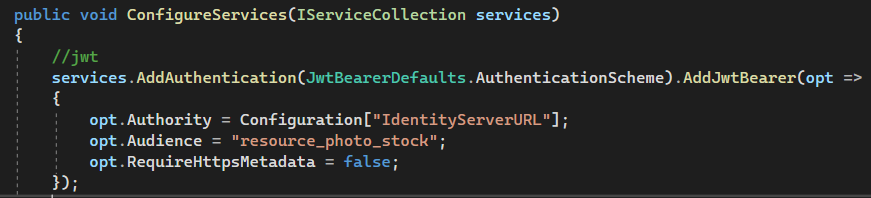 public void ConfigureServices(IServiceCollection services)
{
//jwt
services.AddAuthentication(JwtBearerDefaults.AuthenticationScheme).AddJwtBearer(opt =>
{
opt.Authority = Configuration["IdentityServerURL"];
opt.Audience = "resource_photo_stock";
opt.RequireHttpsMetadata = false;
});